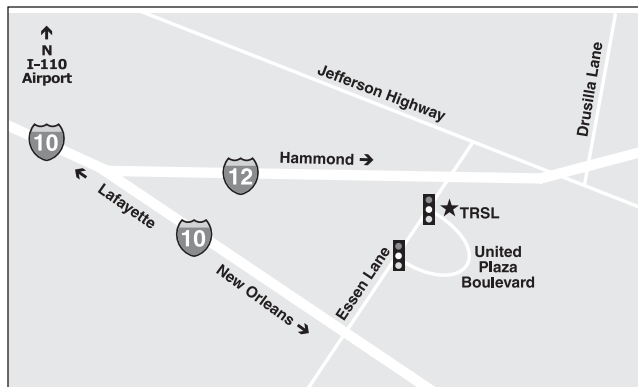 N
I-110
Airport
Jefferson Highway
Drusilla Lane
10
12
Hammond
Lafayette
10
New Orleans
TRSL
Essen Lane
United
Plaza
Boulevard